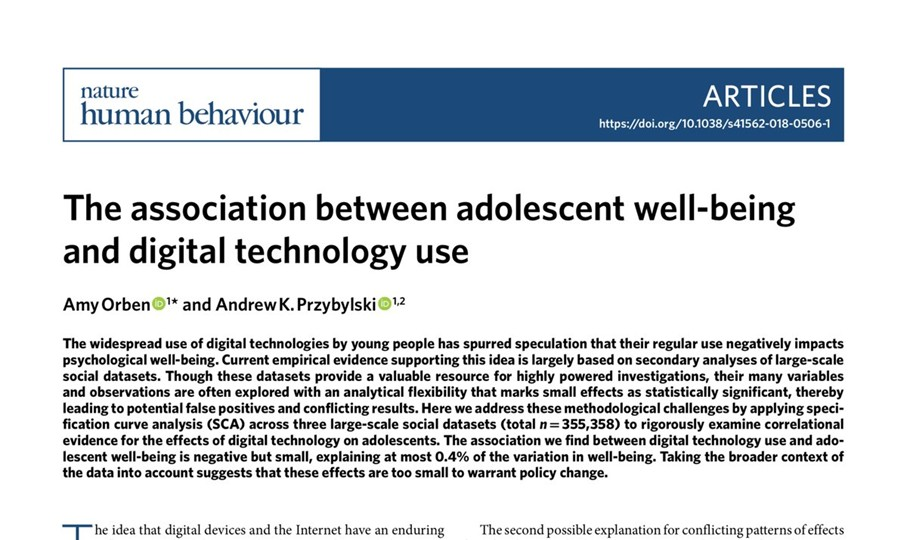 nature
human behaviour
ARTICLES
https://doi.org/10.1038/s41562-018-0506-1
The association between adolescent well-being
and digital technology use
Amy Orben iD 1* and Andrew K. Przybylski iD 1,2
The widespread use of digital technologies by young people has spurred speculation that their regular use negatively impacts
psychological well-being. Current empirical evidence supporting this idea is largely based on secondary analyses of large-scale
social datasets. Though these datasets provide a valuable resource for highly powered investigations, their many variables
and observations are often explored with an analytical flexibility that marks small effects as statistically significant, thereby
leading to potential false positives and conflicting results. Here we address these methodological challenges by applying speci-
fication curve analysis (SCA) across three large-scale social datasets (total n = 355,358) to rigorously examine correlational
evidence for the effects of digital technology on adolescents. The association we find between digital technology use and ado-
lescent well-being is negative but small, explaining at most 0.4% of the variation in well-being. Taking the broader context of
the data into account suggests that these effects are too small to warrant policy change.
The idea that digital devices and the Internet have an enduring
The second possible explanation for conflicting patterns of effects